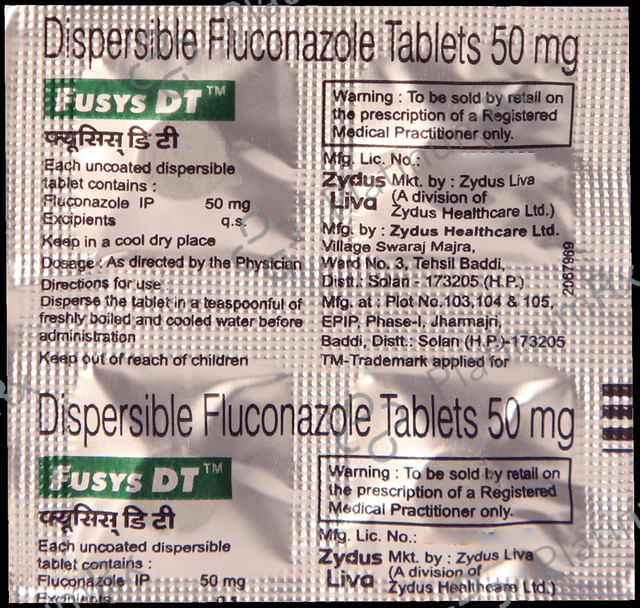 Dispersible Fluconazole Tablets 50 mg
FUSYS DT™
फ्यूसिस् डि टी
Each uncoated dispersible
tablet contains :
Fluconazole IP 50 mg
Excipients q.s.
Keep in a cool dry place
Dosage : As directed by the Physician
Directions for use :
Disperse the tablet in a teaspoonful of
freshly boiled and cooled water before
administration
Keep out of reach of children
Warning : To be sold by retail on
the prescription of a Registered
Medical Practitioner only.
Mfg. Lic. No.:
Zydus Liva
Mkt. by : Zydus Liva
(A division of
Zydus Healthcare Ltd.)
Mfg. by : Zydus Healthcare Ltd.
Village Swaraj Majra,
Ward No. 3, Tehsil Baddi,
Distt.: Solan - 173205 (H.P.)
Mfg. at : Plot No.103,104 & 105,
EPIP, Phase-I, Jharmajri,
Baddi, Distt.: Solan (H.P.)-173205
TM-Trademark applied for
2067969
Dispersible Fluconazole Tablets 50 mg
FUSYS DT™
फ्यूसिस् डि टी
Each uncoated dispersible
tablet contains :
Fluconazole IP 50 mg
Excipients q.s.
Warning : To be sold by retail on
the prescription of a Registered
Medical Practitioner only.
Mfg. Lic. No.:
Zydus Liva
Mkt. by : Zydus Liva
(A division of
Zydus Healthcare Ltd.)